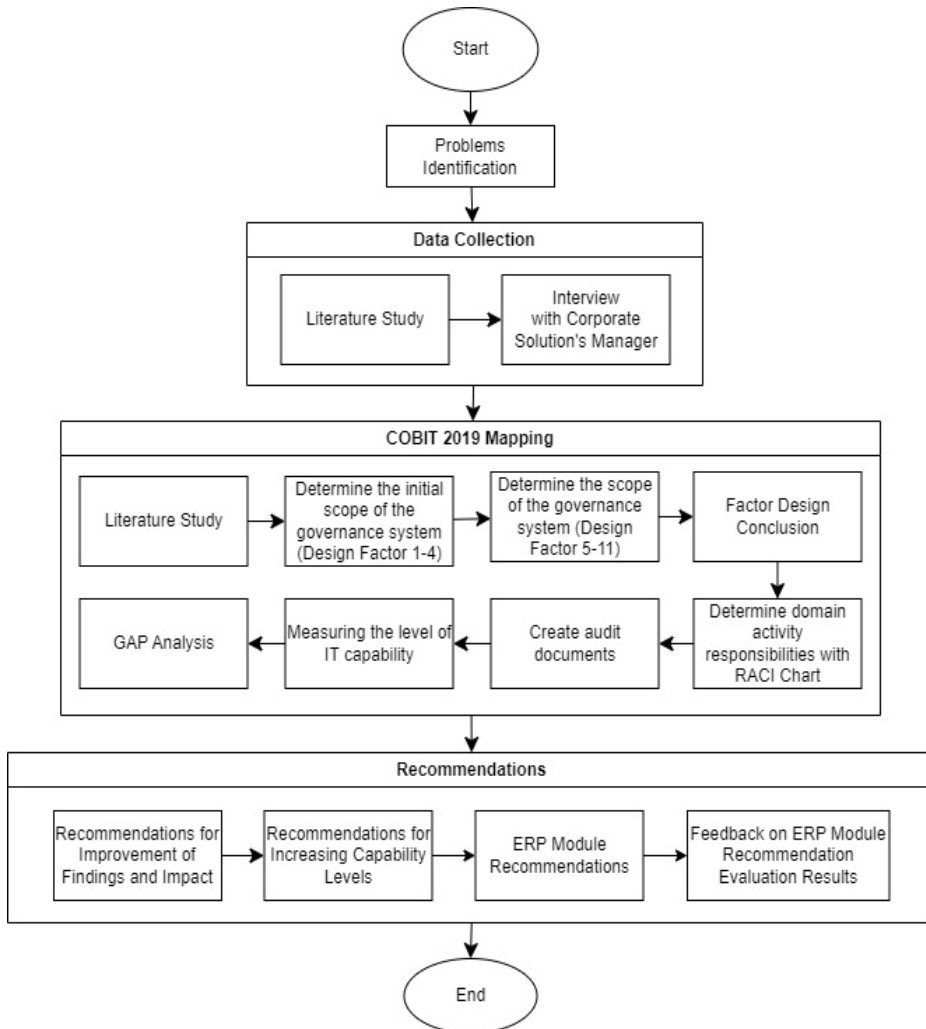 Start
Problems
Identification
Data Collection
Literature Study
Interview
with Corporate
Solution's Manager
COBIT 2019 Mapping
Literature Study
Determine the initial
scope of the
governance system
(Design Factor 1-4)
Determine the scope
of the governance
system (Design
Factor 5-11)
Factor Design
Conclusion
Determine domain
activity
responsibilities with
RACI Chart
Create audit
documents
Measuring the level of
IT capability
GAP Analysis
Recommendations
Recommendations for
Improvement of
Findings and Impact
Recommendations for
Increasing Capability
Levels
ERP Module
Recommendations
Feedback on ERP Module
Recommendation
Evaluation Results
End